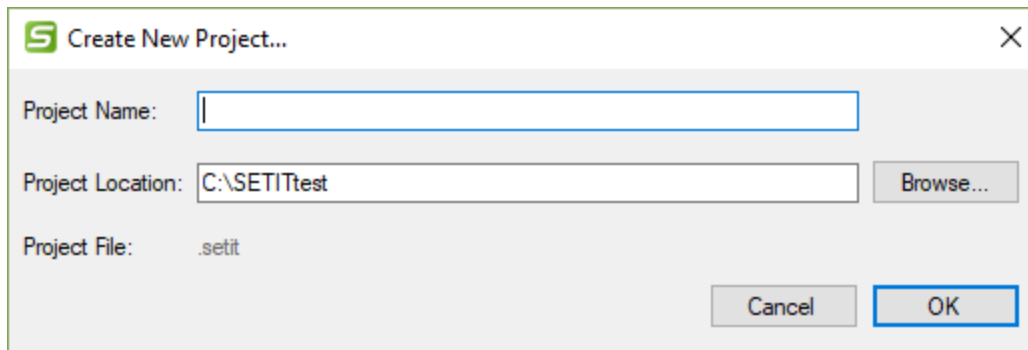 Create New Project...
Project Name:
Project Location: C:\SETITtest Browse...
Project File: .setit
Cancel OK